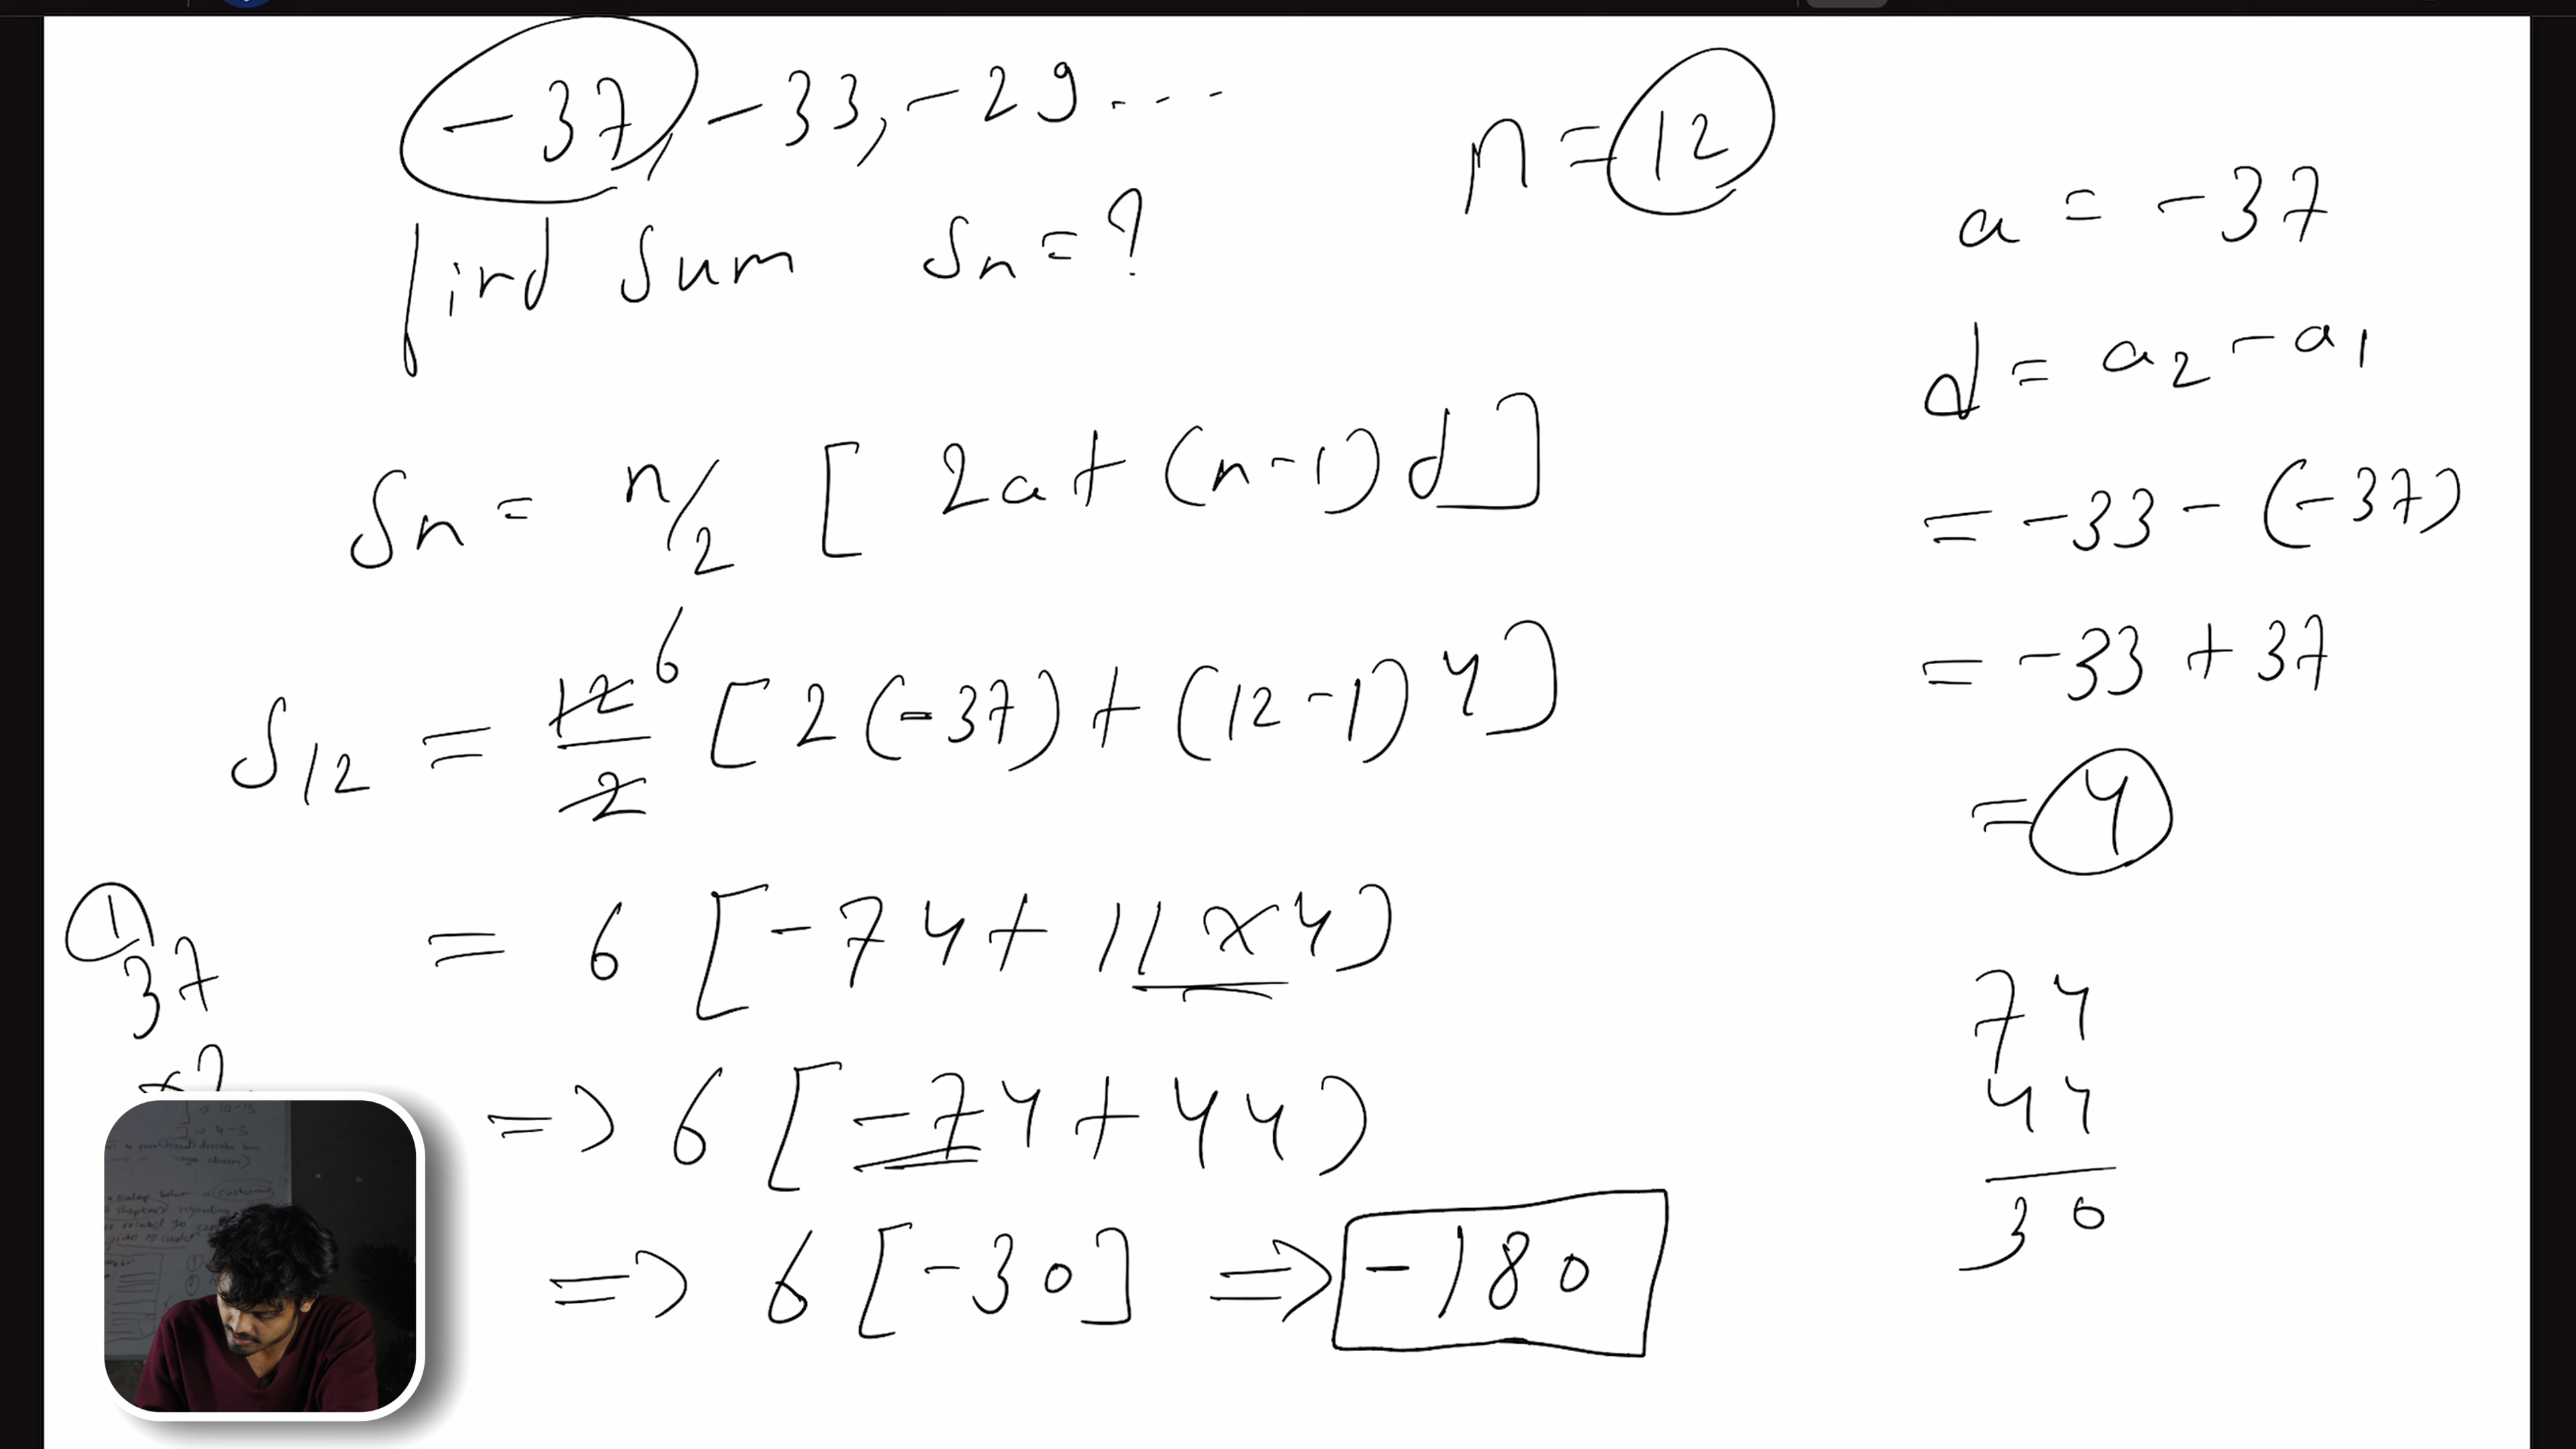 -37, -33, -29 . . . .
n = 12
find sum Sn = ?
a = -37
d = a2 - a1
= -33 - (-37)
= -33 + 37
= 4
Sn = n/2 [ 2a + (n-1) d ]
S12 = 12/2 6 [ 2 (-37) + (12-1) 4 ]
= 6 [ -74 + 11 × 4 )
=> 6 [ -74 + 44 )
=> 6 [ -30 ] => -180
1
37
74
44
30